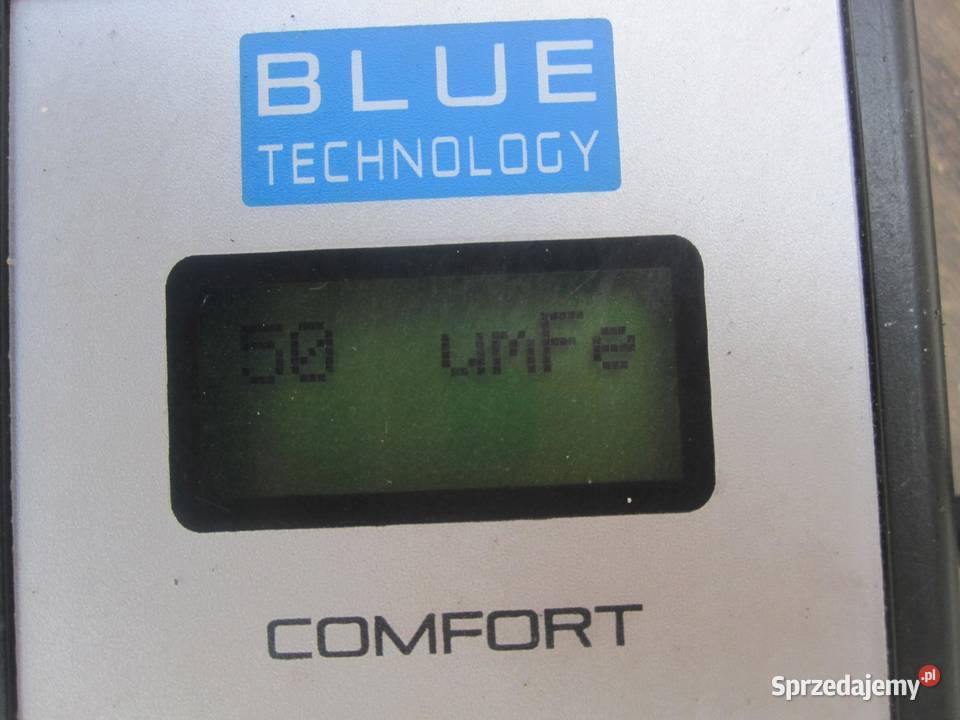 BLUE
TECHNOLOGY
50 umFe
COMFORT
Sprzedajemy.pl